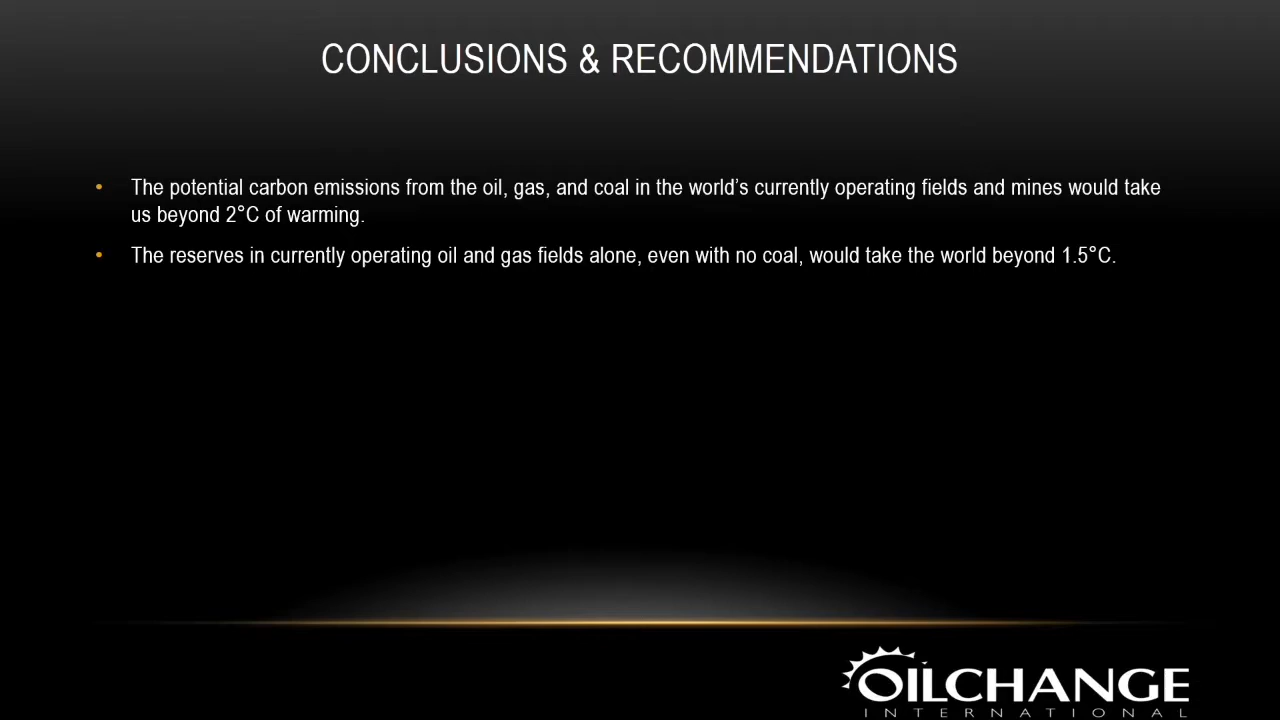 CONCLUSIONS & RECOMMENDATIONS
• The potential carbon emissions from the oil, gas, and coal in the world’s currently operating fields and mines would take
us beyond 2°C of warming.
• The reserves in currently operating oil and gas fields alone, even with no coal, would take the world beyond 1.5°C.
OILCHANGE
INTERNATIONAL